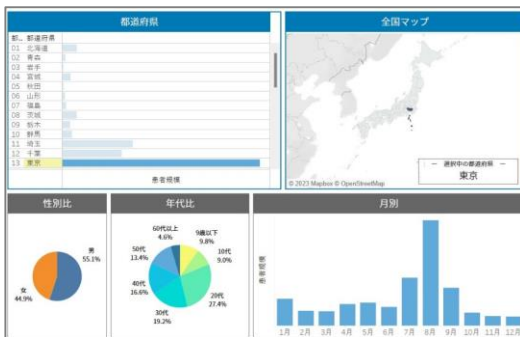 都道府県
部... 都道府県
01 北海道
02 青森
03 岩手
04 宮城
05 秋田
06 山形
07 福島
08 茨城
09 栃木
10 群馬
11 埼玉
12 千葉
13 東京
患者規模
全国マップ
© 2023 Mapbox © OpenStreetMap
選択中の都道府県
東京
性別比
男
55.1%
女
44.9%
年代比
60代以上
4.6%
9歳以下
9.8%
10代
9.0%
20代
27.4%
30代
19.2%
40代
16.6%
50代
13.4%
月別
患者規模
1月 2月 3月 4月 5月 6月 7月 8月 9月 10月 11月 12月